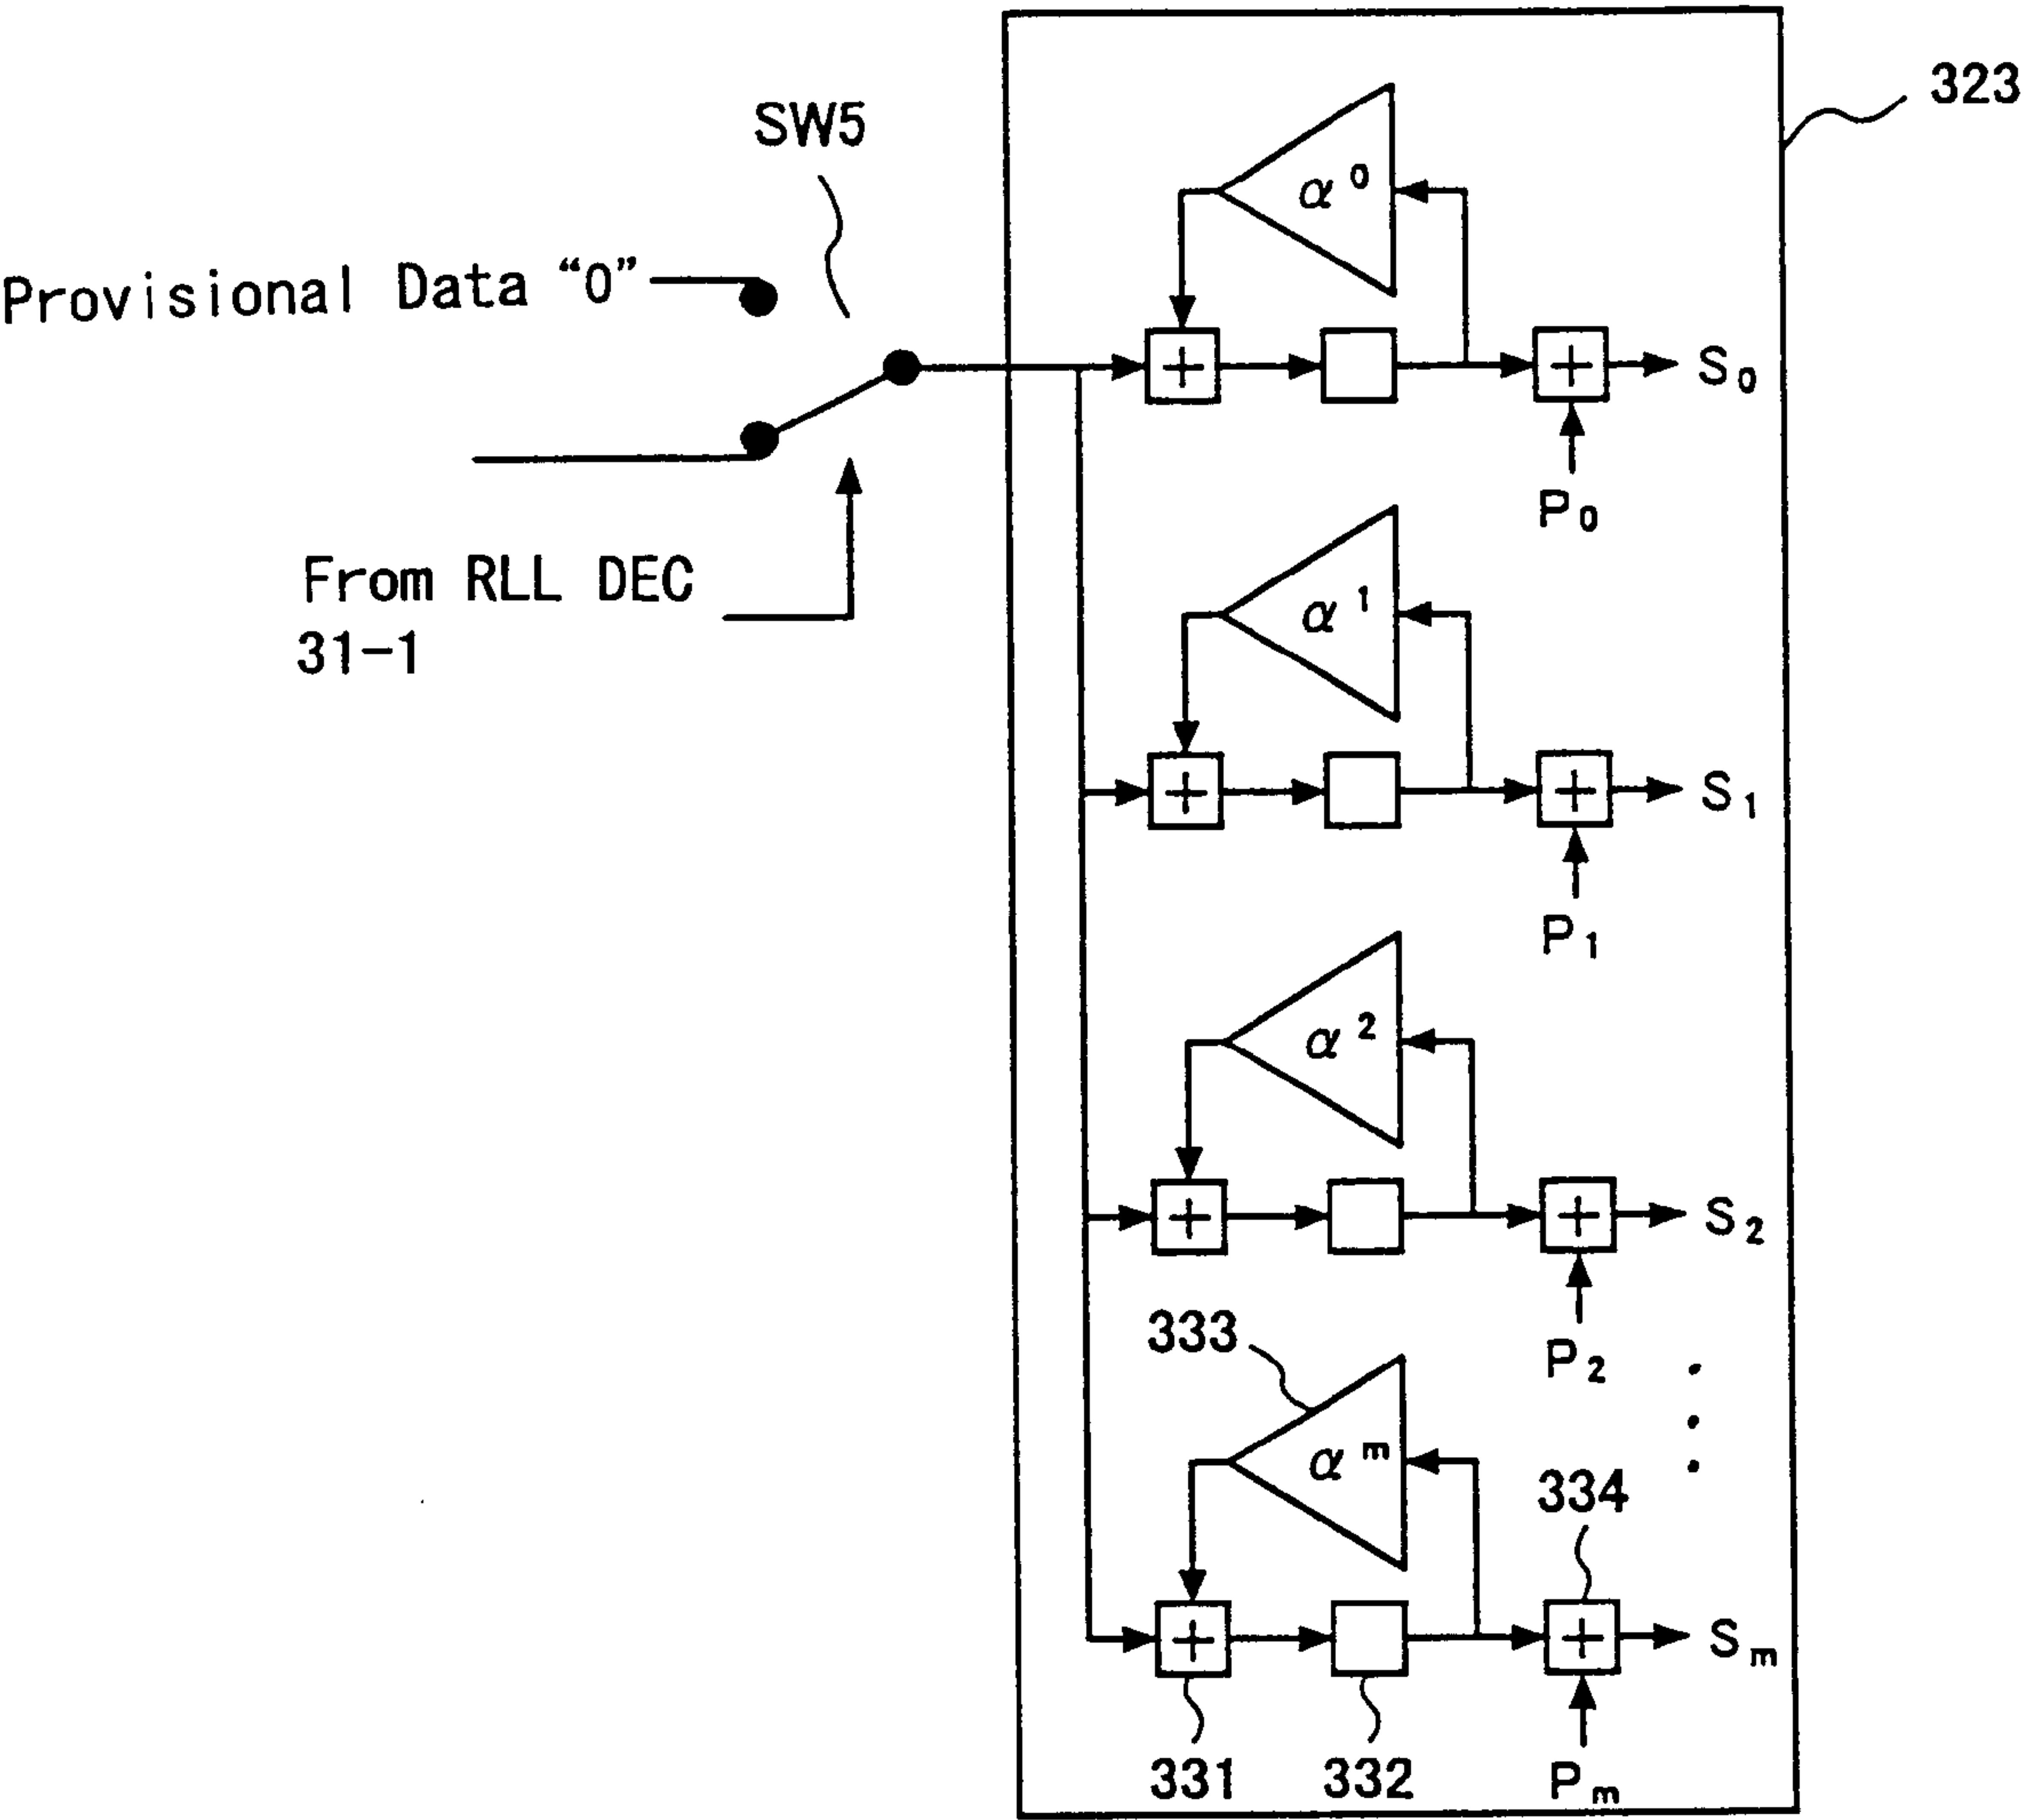 323
SW5
α⁰
Provisional Data “0”
S₀
P₀
α¹
From RLL DEC
31-1
S₁
P₁
α²
S₂
P₂
333
αᵐ
334
Sₘ
331
332
Pₘ